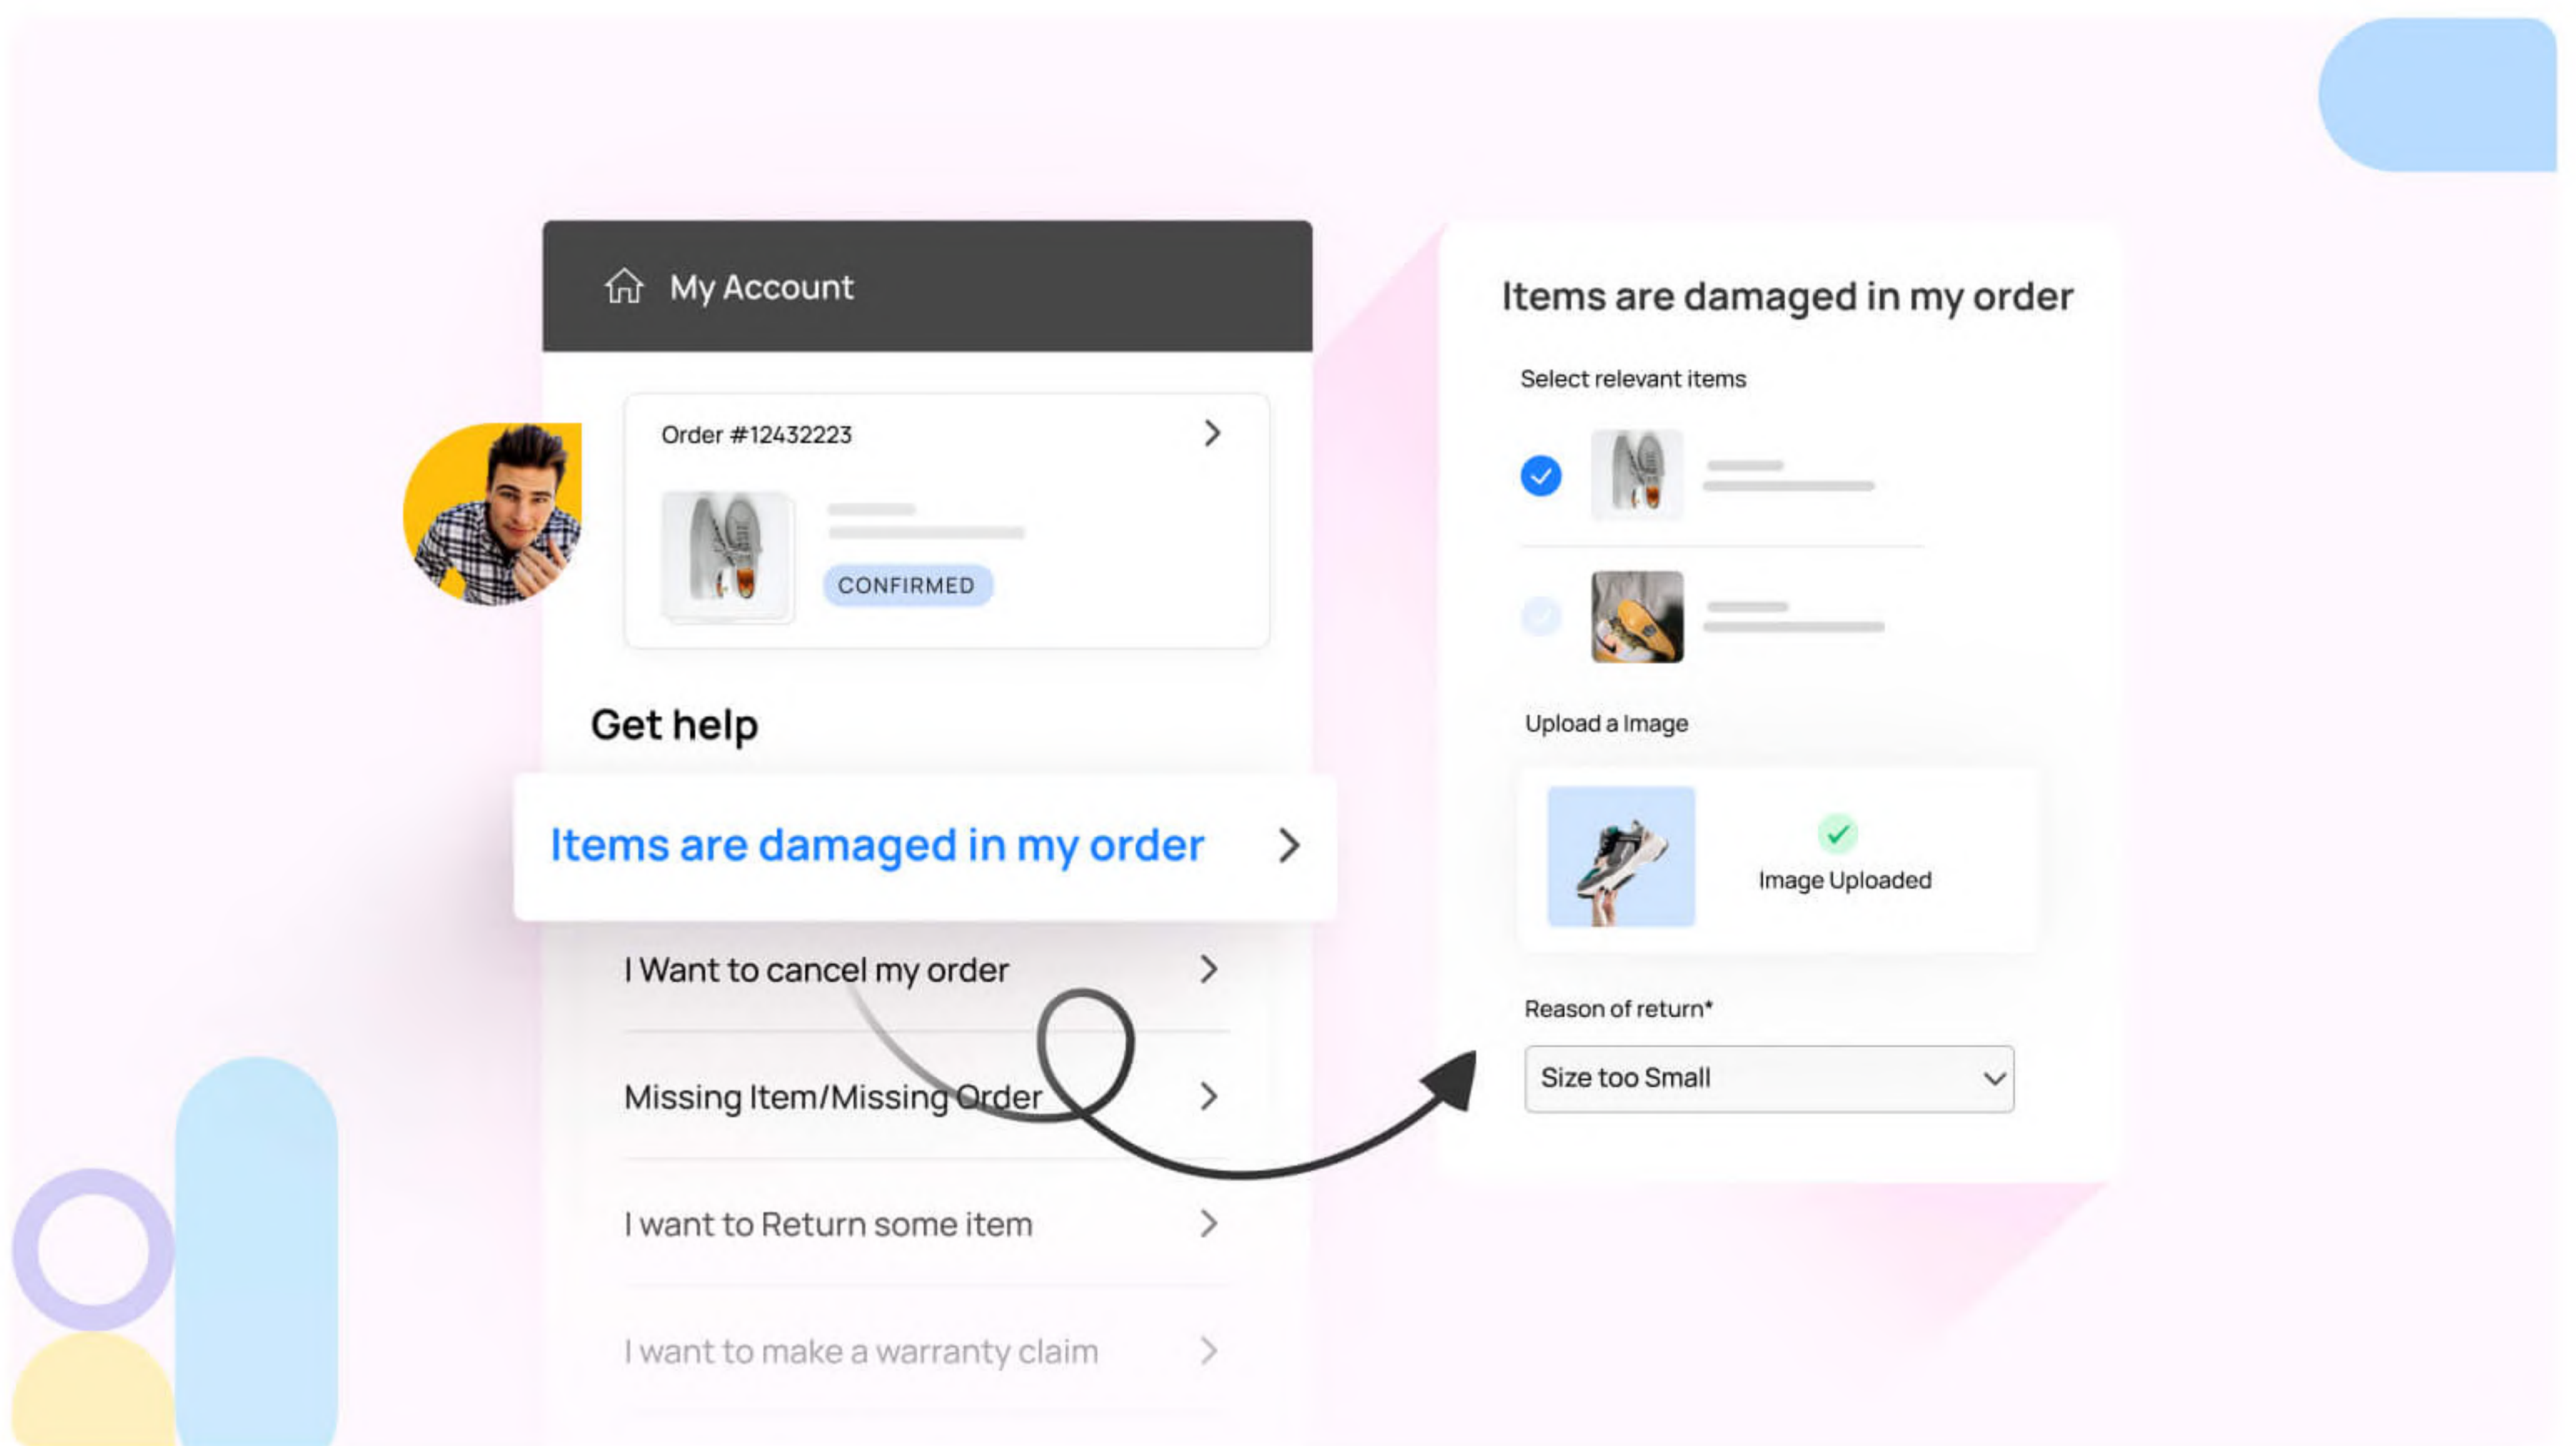 My Account
Order #12432223
CONFIRMED
Get help
Items are damaged in my order
I Want to cancel my order
Missing Item/Missing Order
I want to Return some item
I want to make a warranty claim
Items are damaged in my order
Select relevant items
Upload a Image
Image Uploaded
Reason of return*
Size too Small